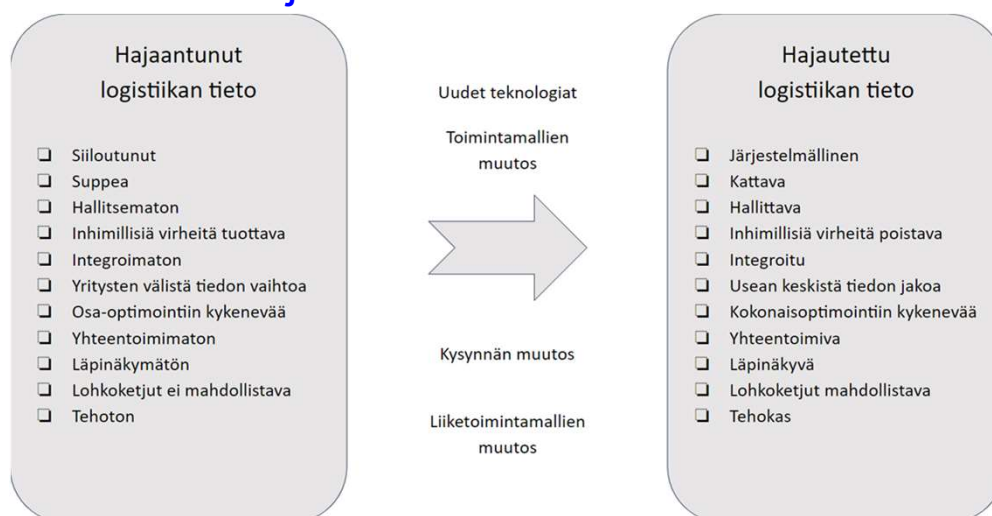 Hajaantunut
logistiikan tieto
Siiloutunut
Suppea
Hallitsematon
Inhimillisiä virheitä tuottava
Integroimaton
Yritysten välistä tiedon vaihtoa
Osa-optimointiin kykenevää
Yhteentoimimaton
Läpinäkymätön
Lohkoketjut ei mahdollistava
Tehoton
Uudet teknologiat
Toimintamallien
muutos
Kysynnän muutos
Liiketoimintamallien
muutos
Hajautettu
logistiikan tieto
Järjestelmällinen
Kattava
Hallittava
Inhimillisiä virheitä poistava
Integroitu
Usean keskistä tiedon jakoa
Kokonaisoptimointiin kykenevää
Yhteentoimiva
Läpinäkyvä
Lohkoketjut mahdollistava
Tehokas